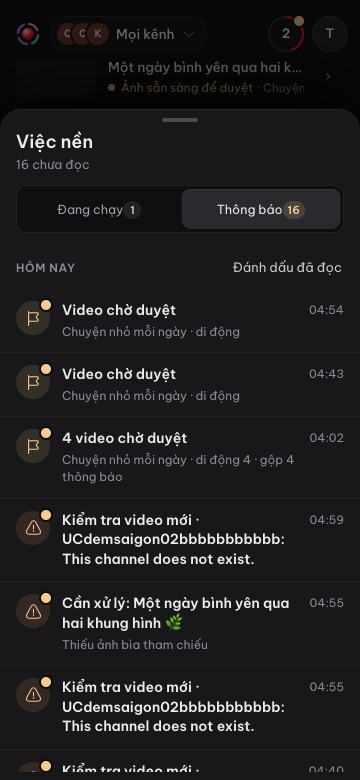 C C K Mọi kênh 2 T
Một ngày bình yên qua hai k...
Ảnh sẵn sàng để duyệt · Chuyện
Việc nền
16 chưa đọc
Đang chạy 1 Thông báo 16
HÔM NAY Đánh dấu đã đọc
Video chờ duyệt 04:54
Chuyện nhỏ mỗi ngày · di động
Video chờ duyệt 04:43
Chuyện nhỏ mỗi ngày · di động
4 video chờ duyệt 04:02
Chuyện nhỏ mỗi ngày · di động 4 · gộp 4
thông báo
Kiểm tra video mới · 04:59
UCdemsaigon02bbbbbbbbbbb:
This channel does not exist.
Cần xử lý: Một ngày bình yên qua 04:55
hai khung hình 🌿
Thiếu ảnh bìa tham chiếu
Kiểm tra video mới · 04:55
UCdemsaigon02bbbbbbbbbbb:
This channel does not exist.
Kiểm tra video mới · 04:40